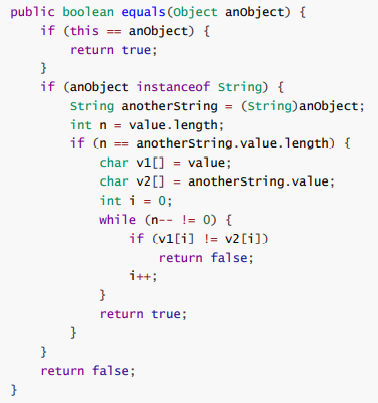 public boolean equals(Object anObject) {
    if (this == anObject) {
        return true;
    }
    if (anObject instanceof String) {
        String anotherString = (String)anObject;
        int n = value.length;
        if (n == anotherString.value.length) {
            char v1[] = value;
            char v2[] = anotherString.value;
            int i = 0;
            while (n-- != 0) {
                if (v1[i] != v2[i])
                    return false;
                i++;
            }
            return true;
        }
    }
    return false;
}